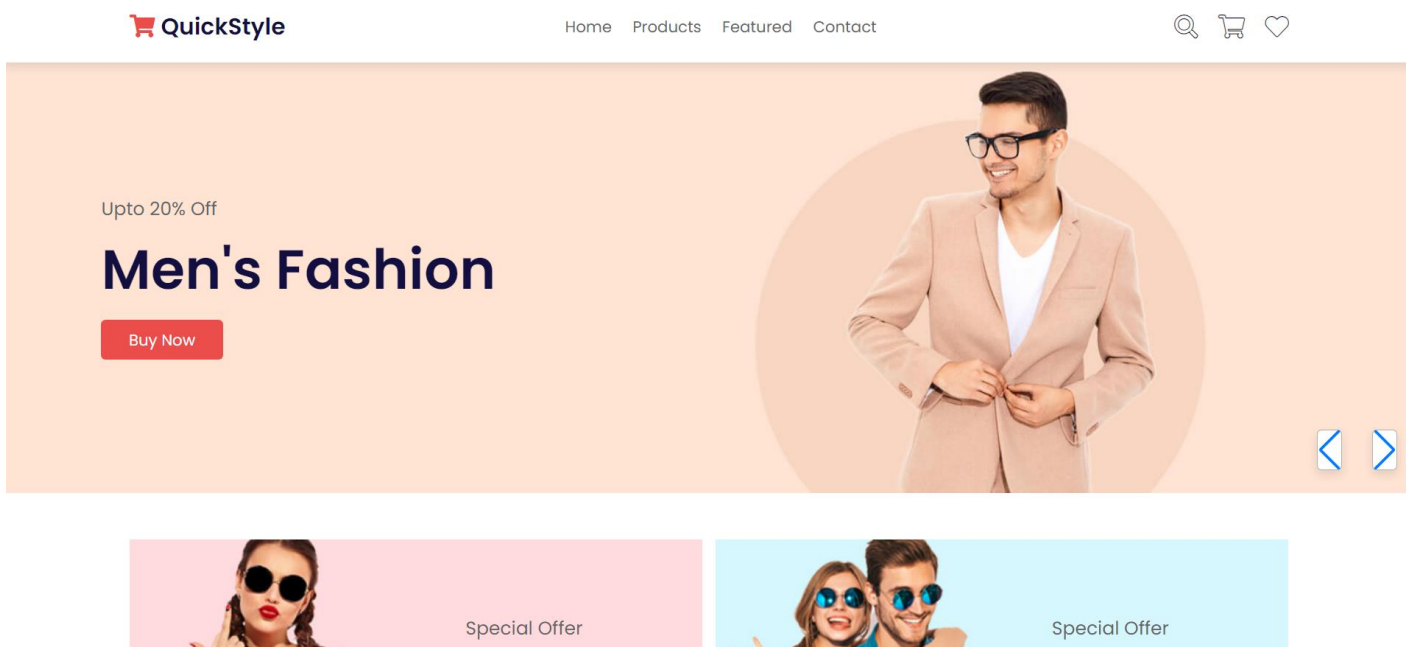 QuickStyle
Home Products Featured Contact
Upto 20% Off
Men's Fashion
Buy Now
Special Offer
Special Offer